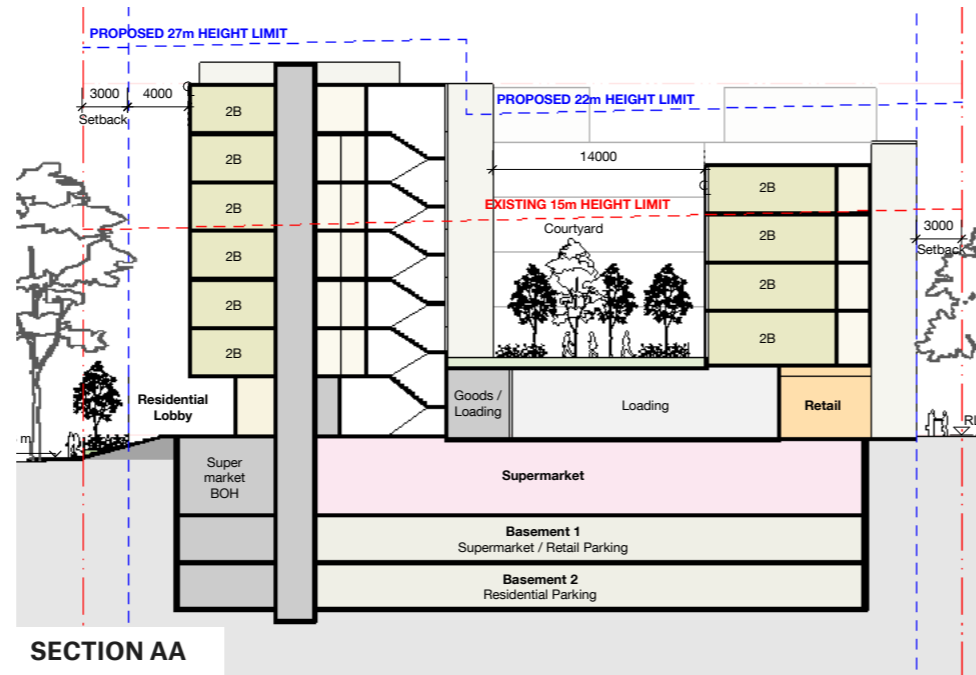 PROPOSED 27m HEIGHT LIMIT
3000
4000
Setback
PROPOSED 22m HEIGHT LIMIT
2B
2B
2B
2B
2B
2B
14000
EXISTING 15m HEIGHT LIMIT
Courtyard
2B
2B
2B
2B
3000
Setback
Residential
Lobby
Goods /
Loading
Loading
Retail
m
RL
Super
market
BOH
Supermarket
Basement 1
Supermarket / Retail Parking
Basement 2
Residential Parking
SECTION AA